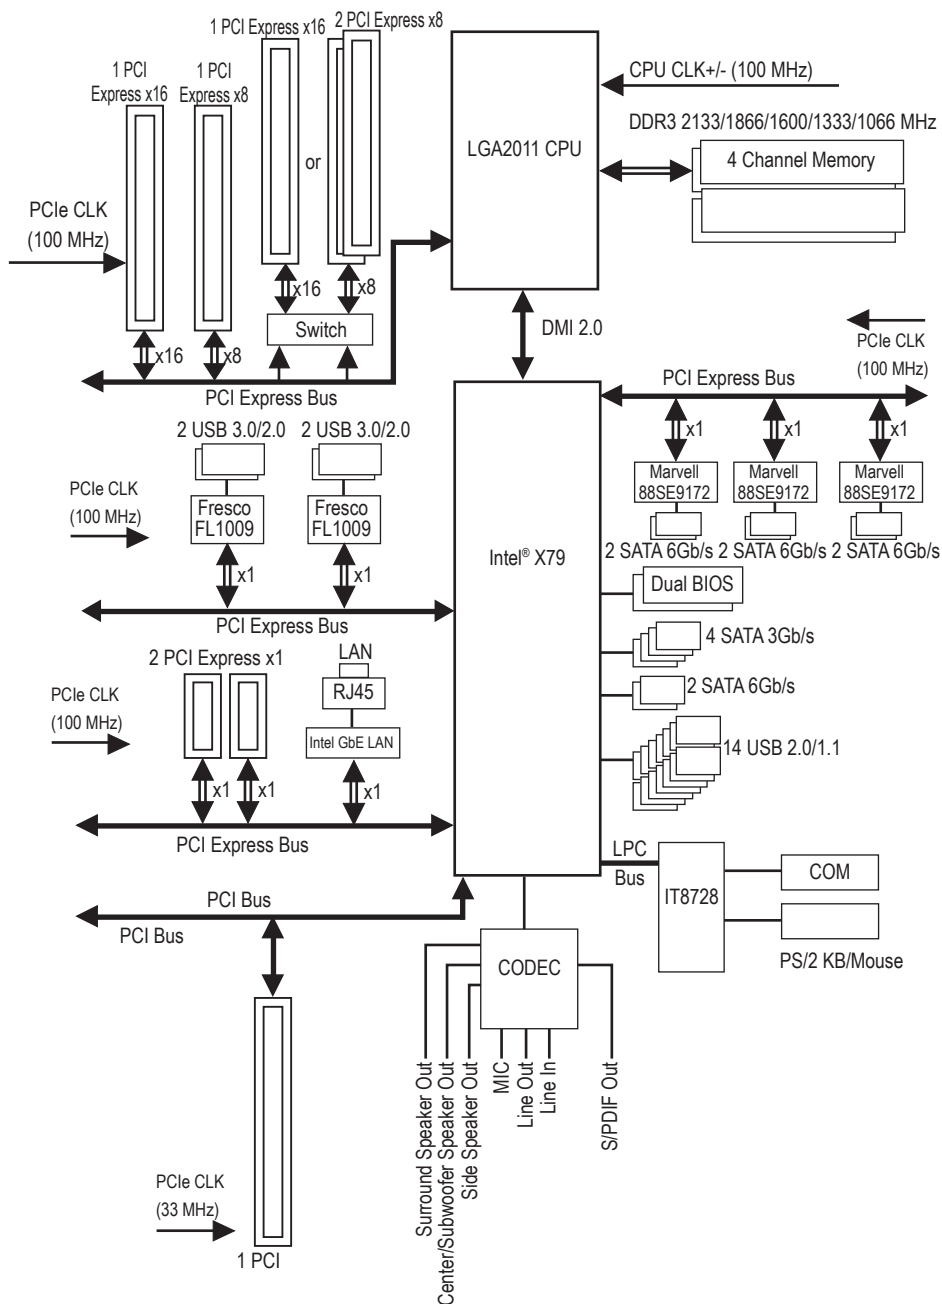 1 PCI Express x16
2 PCI Express x8
1 PCI
Express x16
1 PCI
Express x8
or
PCIe CLK
(100 MHz)
x16
x8
Switch
x16
x8
PCI Express Bus
LGA2011 CPU
CPU CLK+/- (100 MHz)
DDR3 2133/1866/1600/1333/1066 MHz
4 Channel Memory
DMI 2.0
PCIe CLK
(100 MHz)
PCI Express Bus
x1
x1
x1
Marvell
88SE9172
Marvell
88SE9172
Marvell
88SE9172
2 SATA 6Gb/s
2 SATA 6Gb/s
2 SATA 6Gb/s
2 USB 3.0/2.0
2 USB 3.0/2.0
PCIe CLK
(100 MHz)
Fresco
FL1009
Fresco
FL1009
x1
x1
PCI Express Bus
Intel® X79
Dual BIOS
4 SATA 3Gb/s
2 SATA 6Gb/s
14 USB 2.0/1.1
2 PCI Express x1
LAN
RJ45
PCIe CLK
(100 MHz)
Intel GbE LAN
x1
x1
x1
PCI Express Bus
LPC
Bus
IT8728
COM
PS/2 KB/Mouse
PCI Bus
PCI Bus
CODEC
Surround Speaker Out
Center/Subwoofer Speaker Out
Side Speaker Out
MIC
Line Out
Line In
S/PDIF Out
PCIe CLK
(33 MHz)
1 PCI